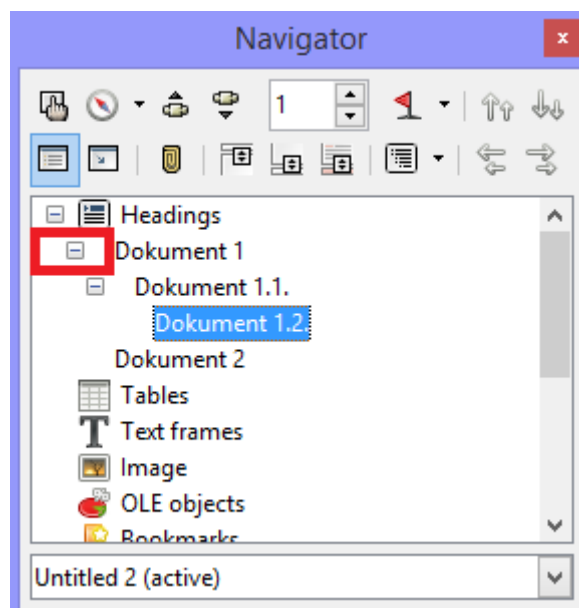 Navigator
x
1
Headings
Dokument 1
Dokument 1.1.
Dokument 1.2.
Dokument 2
Tables
Text frames
Image
OLE objects
Bookmarks
Untitled 2 (active)